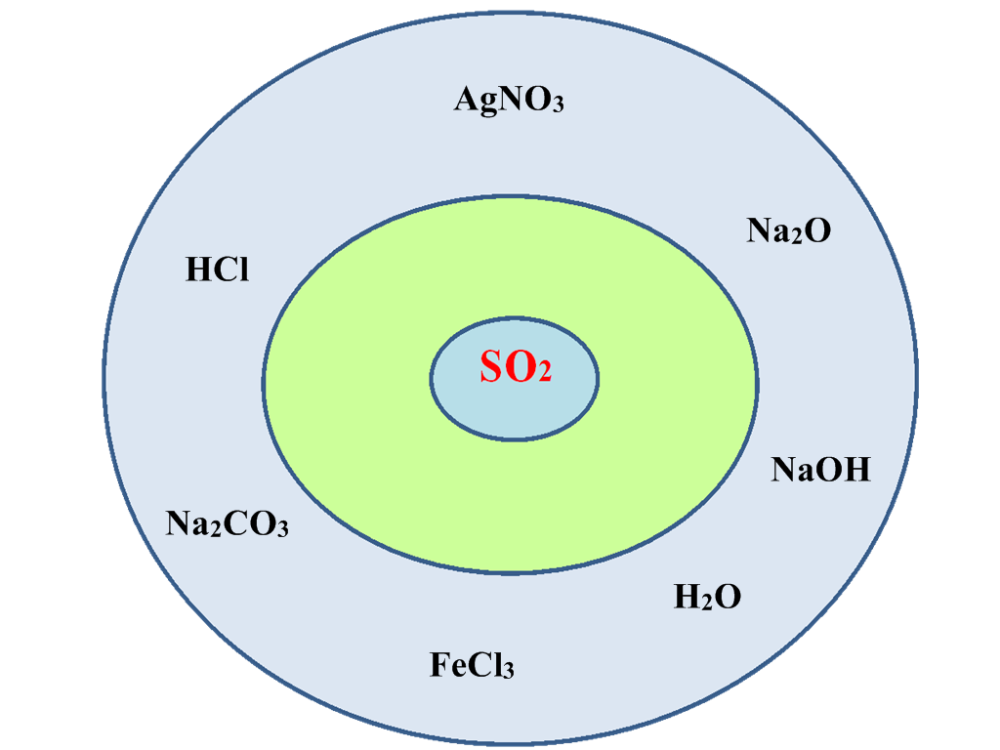 AgNO₃
Na₂O
HCl
SO₂
NaOH
Na₂CO₃
H₂O
FeCl₃